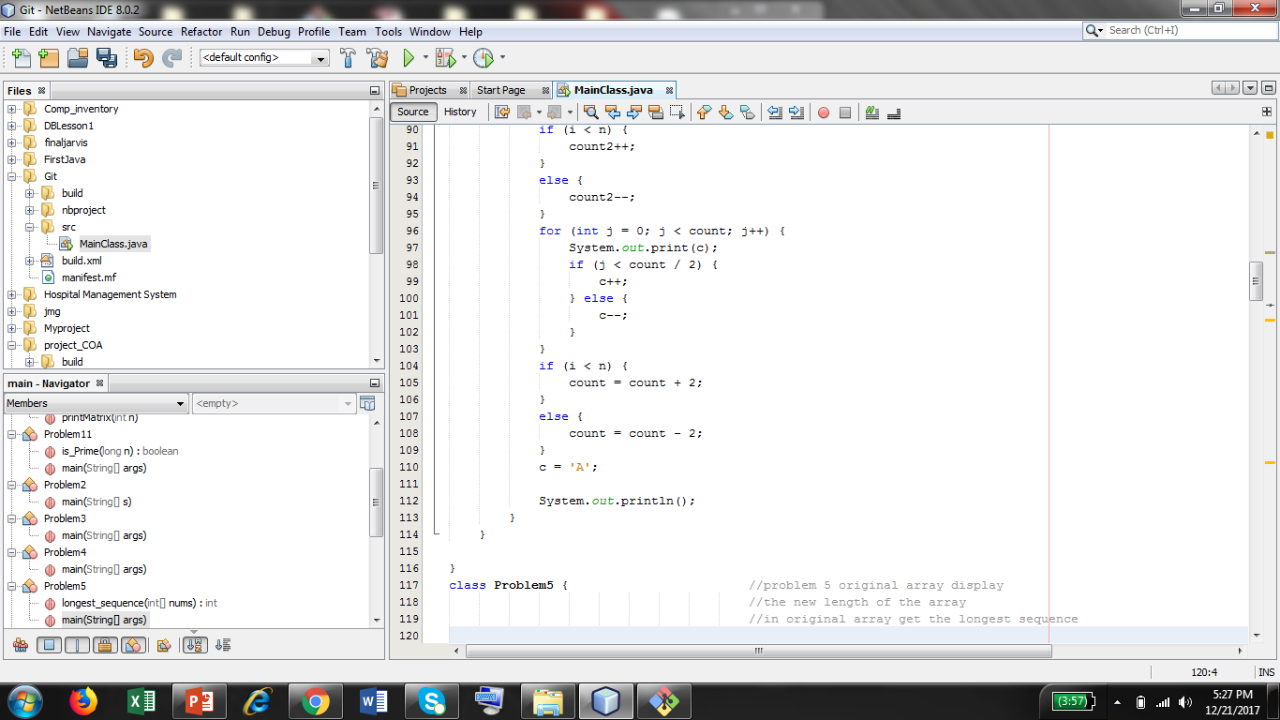 Git - NetBeans IDE 8.0.2
File Edit View Navigate Source Refactor Run Debug Profile Team Tools Window Help
Search (Ctrl+I)
<default config>
Files
Comp_inventory
DBLesson1
finaljarvis
FirstJava
Git
build
nbproject
src
MainClass.java
build.xml
manifest.mf
Hospital Management System
jmg
Myproject
project_COA
build
main - Navigator
Members
<empty>
printMatrix(int n)
Problem11
is_Prime(long n) : boolean
main(String[] args)
Problem2
main(String[] s)
Problem3
main(String[] args)
Problem4
main(String[] args)
Problem5
longest_sequence(int[] nums) : int
main(String[] args)
Projects Start Page MainClass.java
Source History
90 if (i < n) {
91 count2++;
92 }
93 else {
94 count2--;
95 }
96 for (int j = 0; j < count; j++) {
97 System.out.print(c);
98 if (j < count / 2) {
99 c++;
100 } else {
101 c--;
102 }
103 }
104 if (i < n) {
105 count = count + 2;
106 }
107 else {
108 count = count - 2;
109 }
110 c = 'A';
111
112 System.out.println();
113 }
114 }
115
116 }
117 class Problem5 { //problem 5 original array display
118 //the new length of the array
119 //in original array get the longest sequence
120
120:4 INS
(3:57)
5:27 PM
12/21/2017